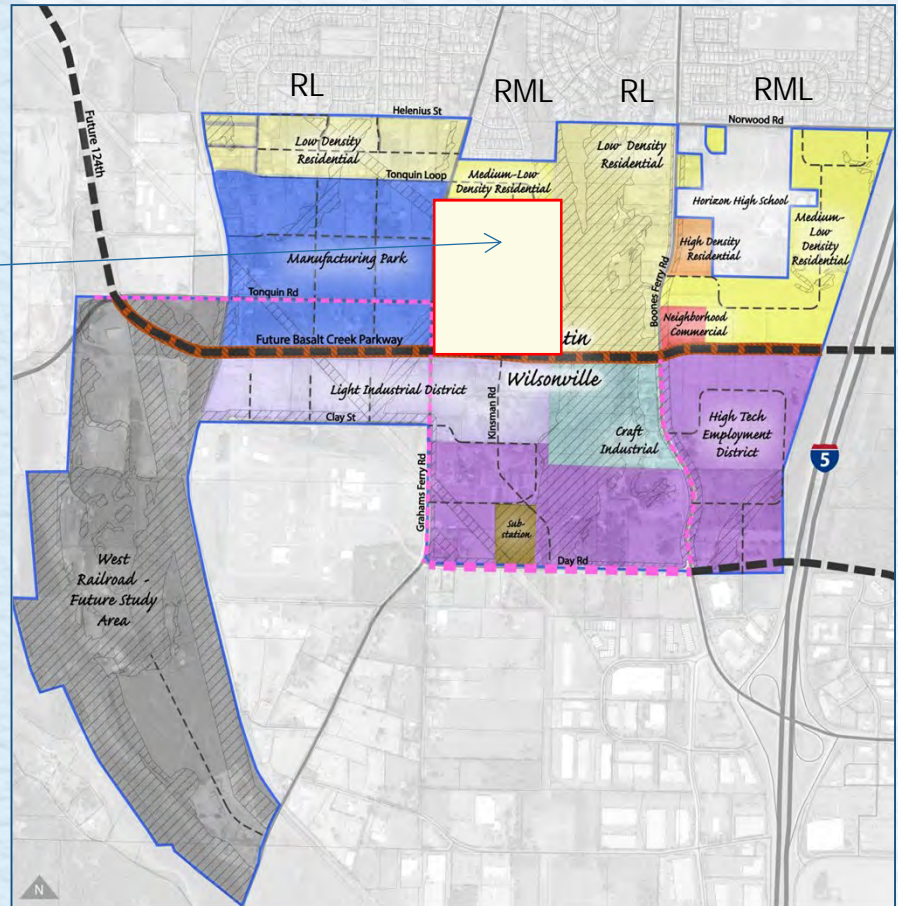 RL
RML
RL
RML
Helenius St
Norwood Rd
Future 124th
Low Density
Residential
Low Density
Residential
Tonquin Loop
Medium-Low
Density Residential
Horizon High School
Medium-
Low
Density
Residential
High Density
Residential
Manufacturing Park
Boones Ferry Rd
Tonquin Rd
Neighborhood
Commercial
Future Basalt Creek Parkway
tin
Wilsonville
Light Industrial District
Kinsman Rd
Clay St
Craft
Industrial
High Tech
Employment
District
5
Grahams Ferry Rd
Sub-
station
Day Rd
West
Railroad -
Future Study
Area
N